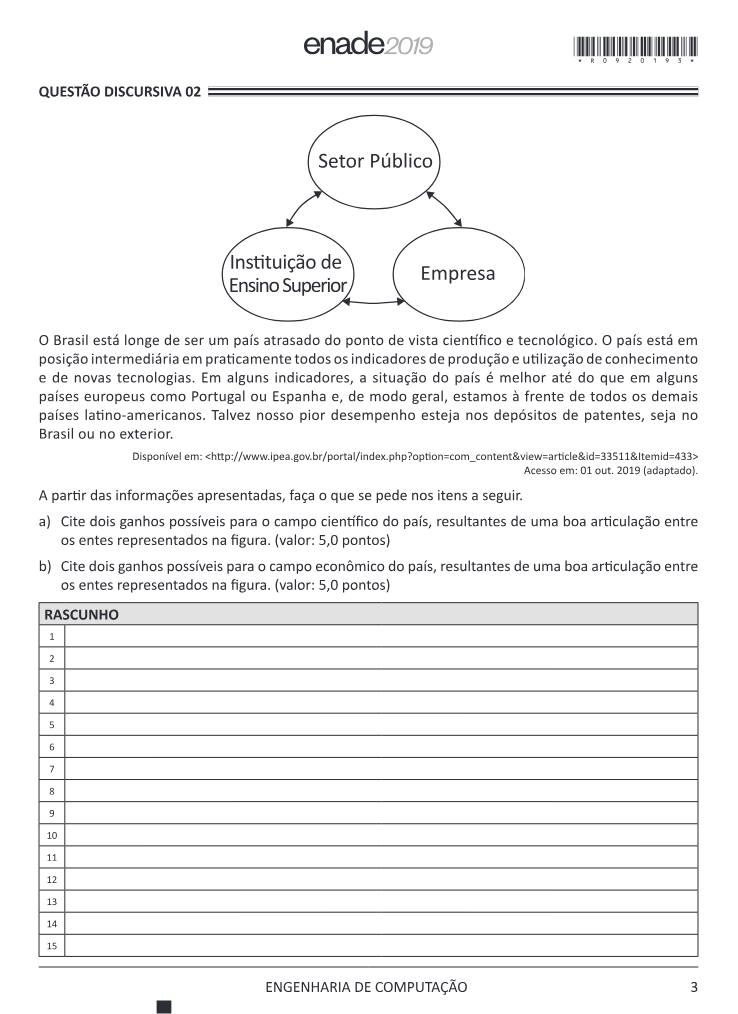 enade2019
* R 0 9 2 0 1 9 3 *
QUESTÃO DISCURSIVA 02
Setor Público
Instituição de
Ensino Superior
Empresa
O Brasil está longe de ser um país atrasado do ponto de vista científico e tecnológico. O país está em
posição intermediária em praticamente todos os indicadores de produção e utilização de conhecimento
e de novas tecnologias. Em alguns indicadores, a situação do país é melhor até do que em alguns
países europeus como Portugal ou Espanha e, de modo geral, estamos à frente de todos os demais
países latino-americanos. Talvez nosso pior desempenho esteja nos depósitos de patentes, seja no
Brasil ou no exterior.
Disponível em: <http://www.ipea.gov.br/portal/index.php?option=com_content&view=article&id=33511&Itemid=433>
Acesso em: 01 out. 2019 (adaptado).
A partir das informações apresentadas, faça o que se pede nos itens a seguir.
a) Cite dois ganhos possíveis para o campo científico do país, resultantes de uma boa articulação entre
os entes representados na figura. (valor: 5,0 pontos)
b) Cite dois ganhos possíveis para o campo econômico do país, resultantes de uma boa articulação entre
os entes representados na figura. (valor: 5,0 pontos)
RASCUNHO
1
2
3
4
5
6
7
8
9
10
11
12
13
14
15
ENGENHARIA DE COMPUTAÇÃO
3